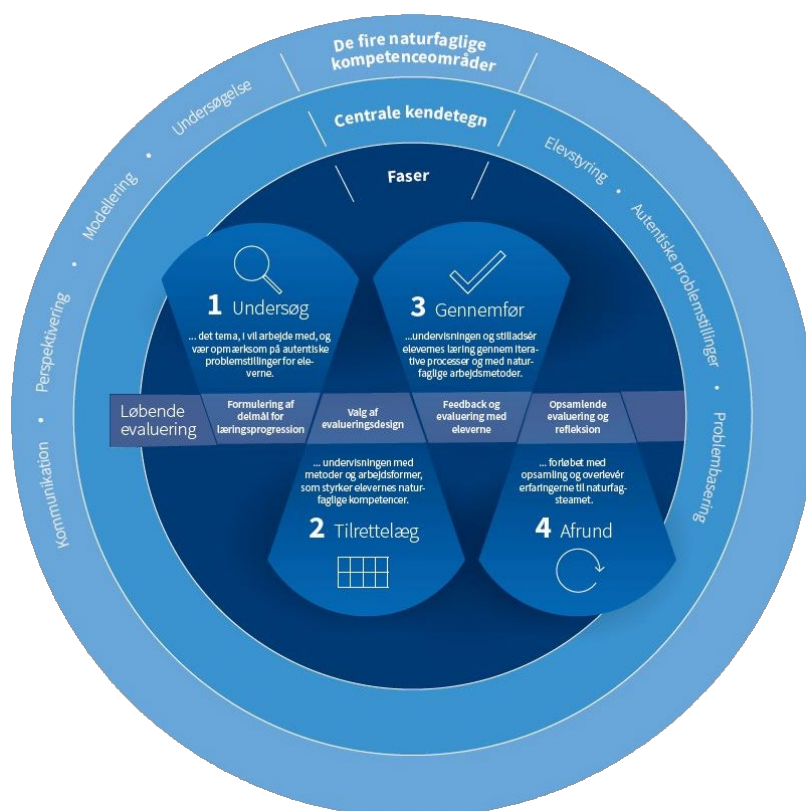 De fire naturfaglige
kompetenceområder
Kommunikation • Perspektivering • Modellering • Undersøgelse
Centrale kendetegn
Elevstyring • Autentiske problemstillinger • Problembasering
Faser
1 Undersøg
... det tema, i vil arbejde med, og
vær opmærksom på autentiske
problemstillinger for ele-
verne.
3 Gennemfør
...undervisningen og stilladsér
elevernes læring gennem itera-
tive processer og med natur-
faglige arbejdsmetoder.
Løbende
evaluering
Formulering af
delmål for
læringsprogression
Valg af
evalueringsdesign
Feedback og
evaluering med
eleverne
Opsamlende
evaluering og
refleksion
... undervisningen med
metoder og arbejdsformer,
som styrker elevernes natur-
faglige kompetencer.
2 Tilrettelæg
... forløbet med
opsamling og overlevér
erfaringerne til naturfag-
steamet.
4 Afrund